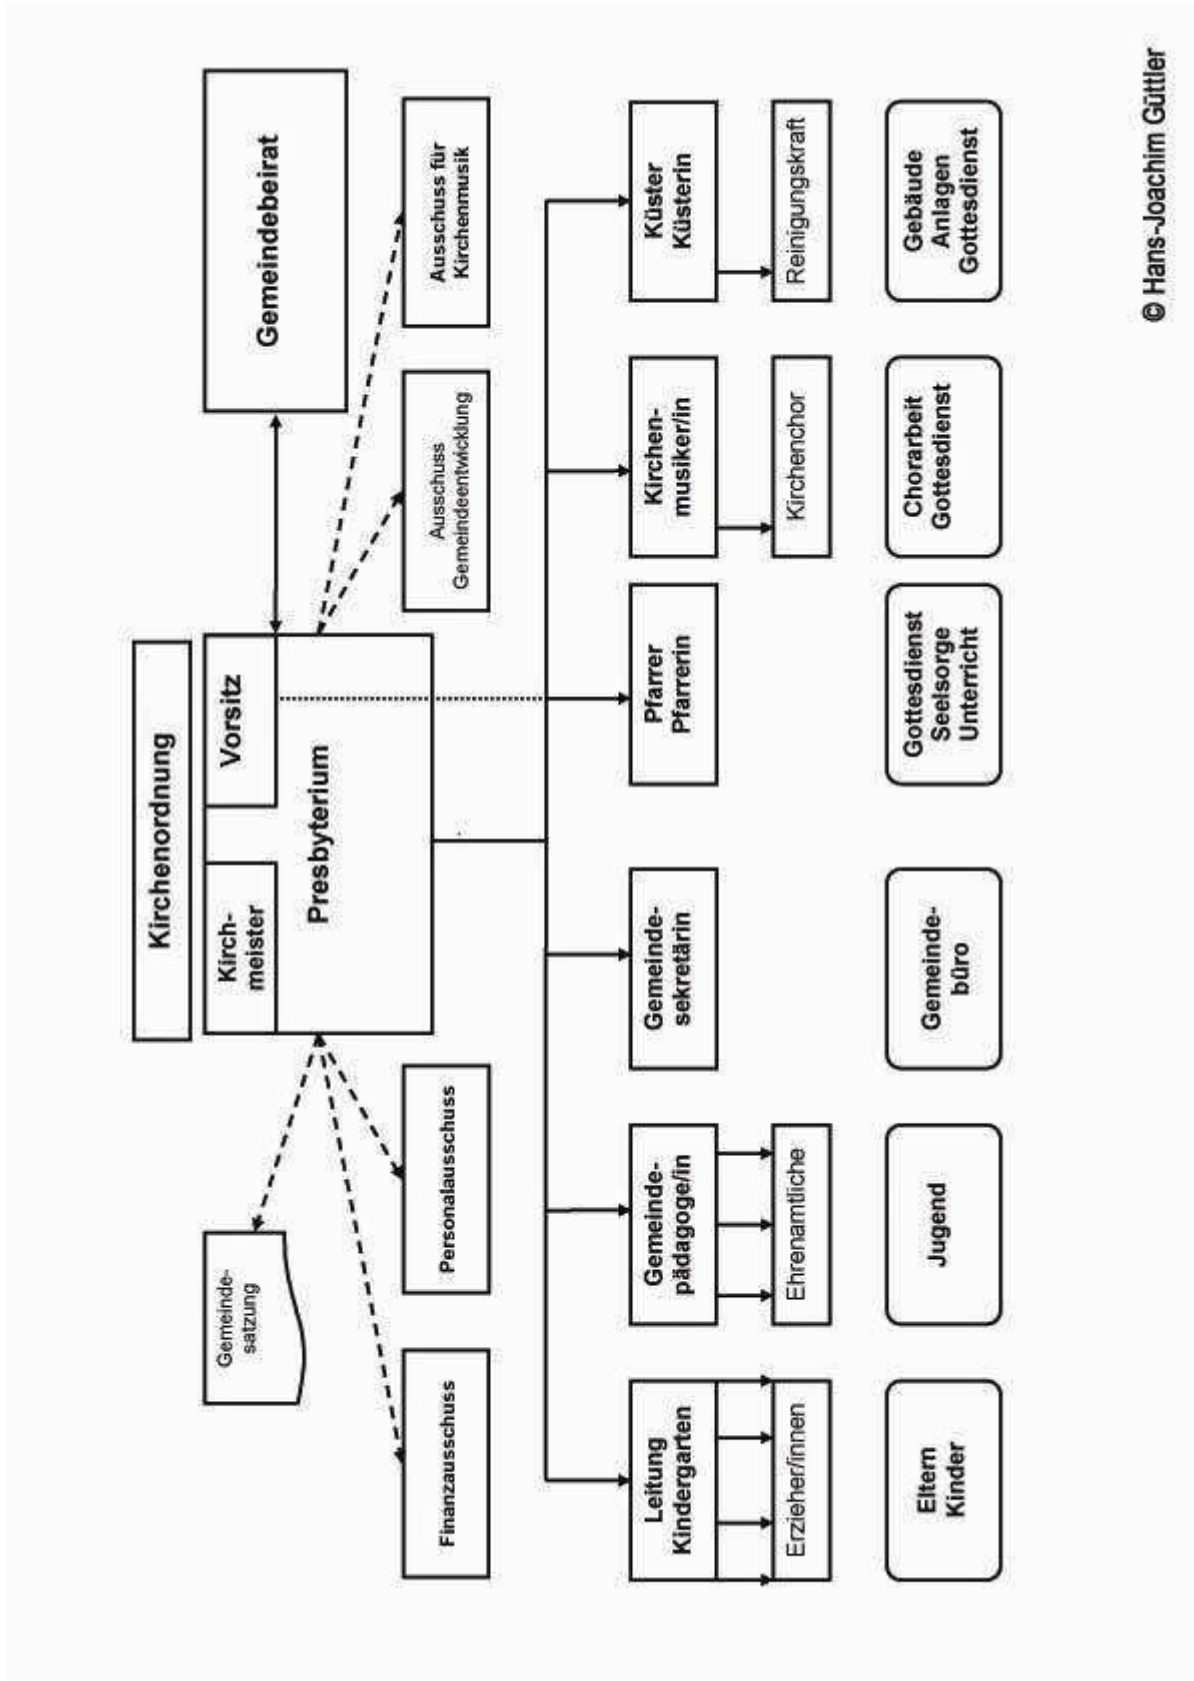 Kirchenordnung
Gemeinde-
satzung
Kirch-
meister
Vorsitz
Presbyterium
Gemeindebeirat
Finanzausschuss
Personalausschuss
Ausschuss
Gemeindeentwicklung
Ausschuss für
Kirchenmusik
Leitung
Kindergarten
Gemeinde-
pädagoge/in
Gemeinde-
sekretärin
Pfarrer
Pfarrerin
Kirchen-
musiker/in
Küster
Küsterin
Erzieher/innen
Ehrenamtliche
Kirchenchor
Reinigungskraft
Eltern
Kinder
Jugend
Gemeinde-
büro
Gottesdienst
Seelsorge
Unterricht
Chorarbeit
Gottesdienst
Gebäude
Anlagen
Gottesdienst
© Hans-Joachim Güttler